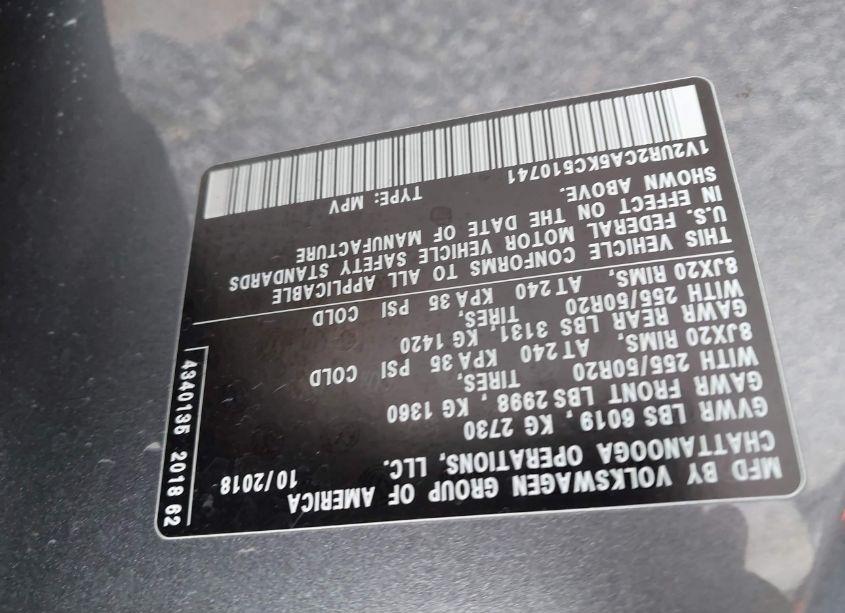 MFD BY VOLKSWAGEN GROUP OF AMERICA
CHATTANOOGA OPERATIONS, LLC. 10/2018
GVWR LBS 6019 , KG 2730
GAWR FRONT LBS 2998 , KG 1360
WITH 255/50R20 TIRES,
8JX20 RIMS, AT 240 KPA 35 PSI COLD
GAWR REAR LBS 3131, KG 1420
WITH 255/50R20 TIRES,
8JX20 RIMS, AT 240 KPA 35 PSI COLD
THIS VEHICLE CONFORMS TO ALL APPLICABLE
U.S. FEDERAL MOTOR VEHICLE SAFETY STANDARDS
IN EFFECT ON THE DATE OF MANUFACTURE
SHOWN ABOVE.
1V2UR2CA5KC510741 TYPE: MPV
4340135 2018 62